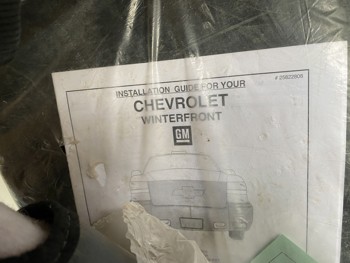 INSTALLATION GUIDE FOR YOUR
CHEVROLET
WINTERFRONT
GM